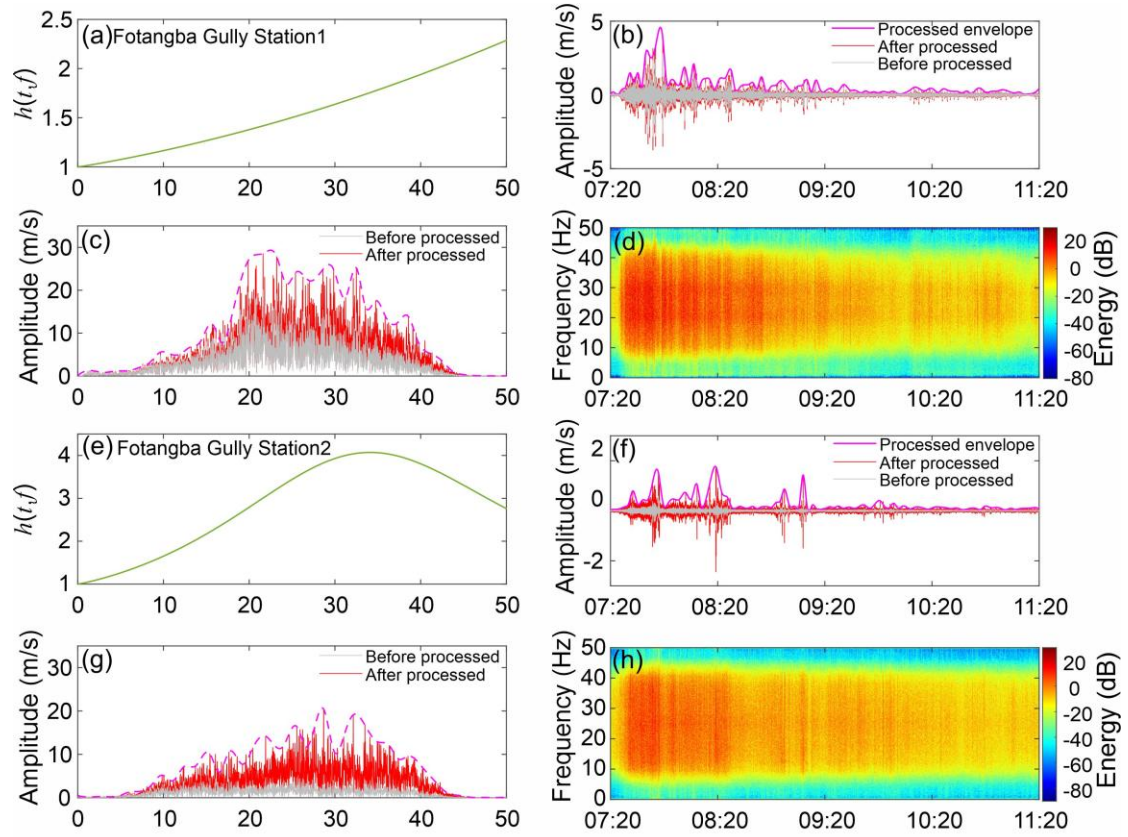 (a) Fotangba Gully Station1
h(t,f)
2.5
2
1.5
1
0 10 20 30 40 50
(b)
Processed envelope
After processed
Before processed
Amplitude (m/s)
5
0
-5
07:20 08:20 09:20 10:20 11:20
(c)
Before processed
After processed
Amplitude (m/s)
30
20
10
0
0 10 20 30 40 50
(d)
Frequency (Hz)
50
40
30
20
10
0
07:20 08:20 09:20 10:20 11:20
20
0
-20
-40
-60
-80
Energy (dB)
(e) Fotangba Gully Station2
h(t,f)
4
3
2
1
0 10 20 30 40 50
(f)
Processed envelope
After processed
Before processed
Amplitude (m/s)
2
0
-2
07:20 08:20 09:20 10:20 11:20
(g)
Before processed
After processed
Amplitude (m/s)
30
20
10
0
0 10 20 30 40 50
(h)
Frequency (Hz)
50
40
30
20
10
0
07:20 08:20 09:20 10:20 11:20
20
0
-20
-40
-60
-80
Energy (dB)